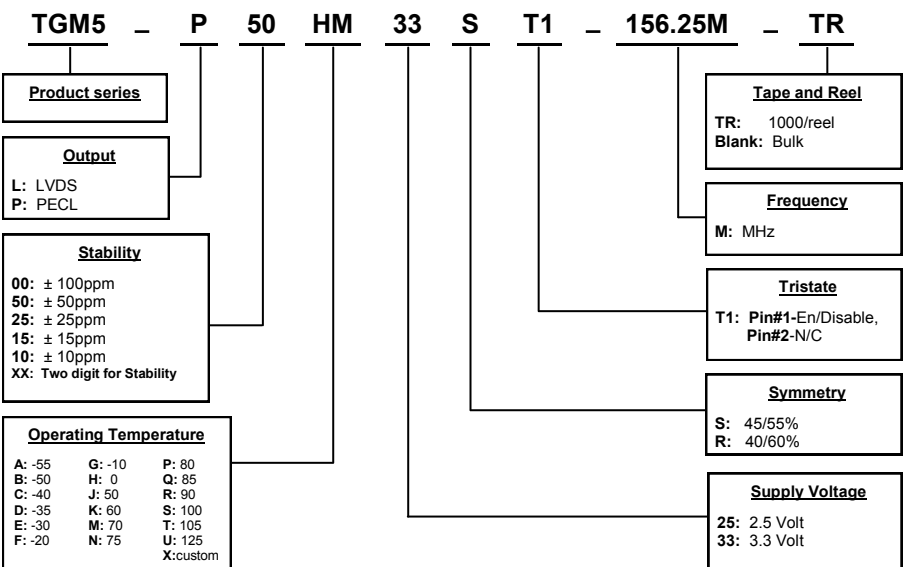 TGM5 – P 50 HM 33 S T1 – 156.25M – TR
Product series
Output
L: LVDS
P: PECL
Stability
00: ± 100ppm
50: ± 50ppm
25: ± 25ppm
15: ± 15ppm
10: ± 10ppm
XX: Two digit for Stability
Operating Temperature
A: -55 G: -10 P: 80
B: -50 H: 0 Q: 85
C: -40 J: 50 R: 90
D: -35 K: 60 S: 100
E: -30 M: 70 T: 105
F: -20 N: 75 U: 125
X:custom
Tape and Reel
TR: 1000/reel
Blank: Bulk
Frequency
M: MHz
Tristate
T1: Pin#1-En/Disable,
Pin#2-N/C
Symmetry
S: 45/55%
R: 40/60%
Supply Voltage
25: 2.5 Volt
33: 3.3 Volt